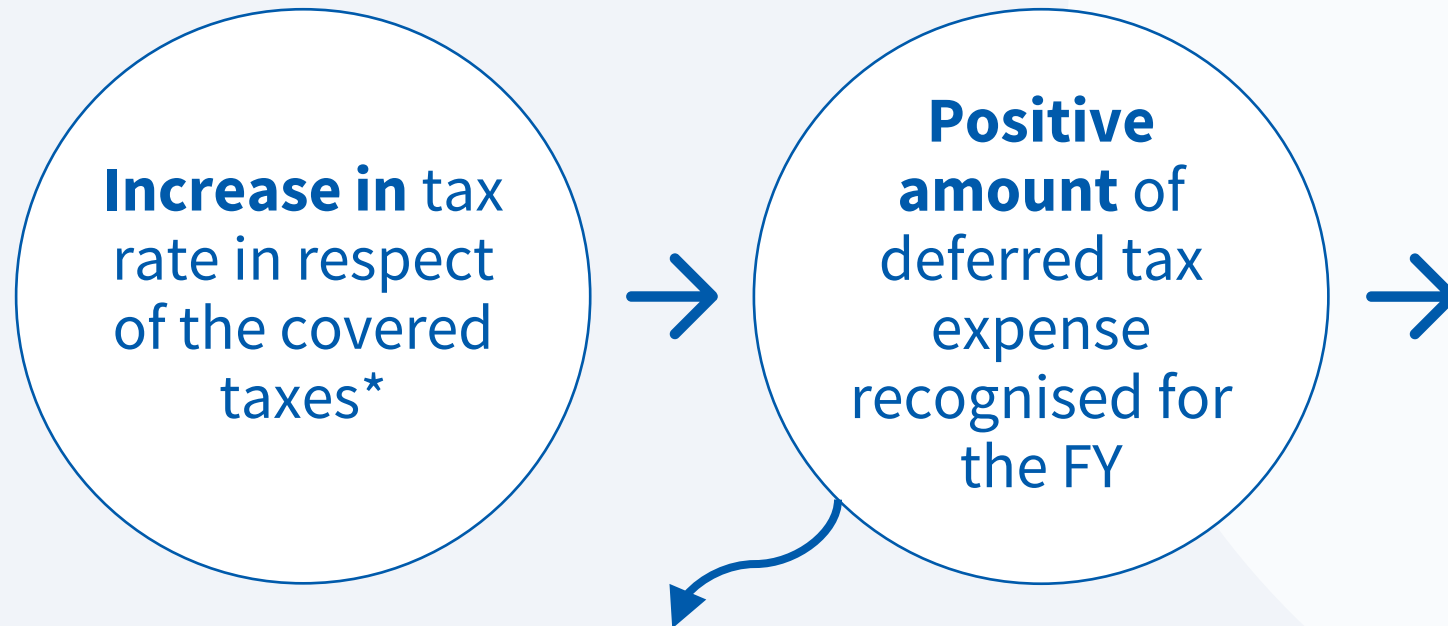 Increase in tax
rate in respect
of the covered
taxes*
Positive
amount of
deferred tax
expense
recognised for
the FY